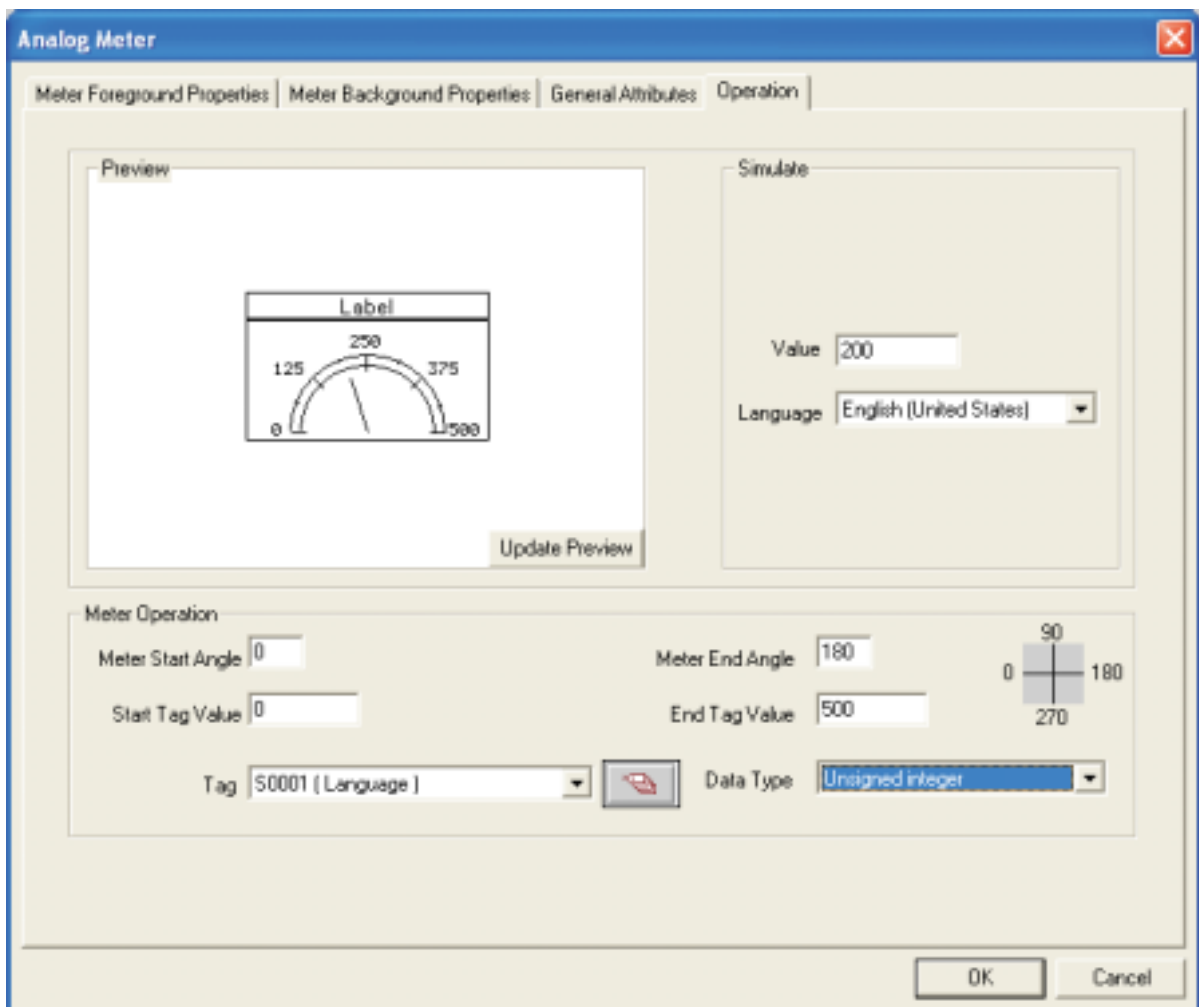 Analog Meter
Meter Foreground Properties
Meter Background Properties
General Attributes
Operation
Preview
Label
0
125
250
375
500
Update Preview
Simulate
Value 200
Language English (United States)
Meter Operation
Meter Start Angle 0
Meter End Angle 180
Start Tag Value 0
End Tag Value 500
90
0
180
270
Tag S0001 ( Language )
Data Type Unsigned integer
OK
Cancel